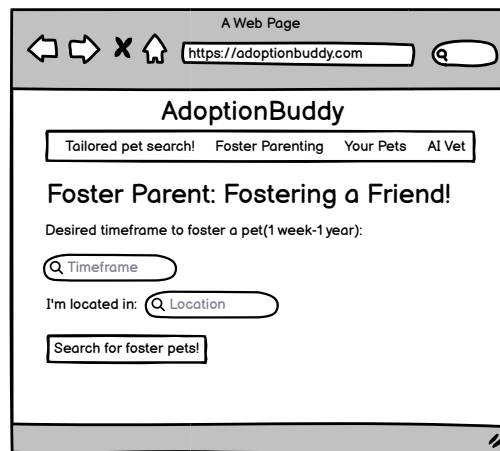 A Web Page
https://adoptionbuddy.com
AdoptionBuddy
Tailored pet search! Foster Parenting Your Pets AI Vet
Foster Parent: Fostering a Friend!
Desired timeframe to foster a pet(1 week-1 year):
Timeframe
I'm located in: Location
Search for foster pets!